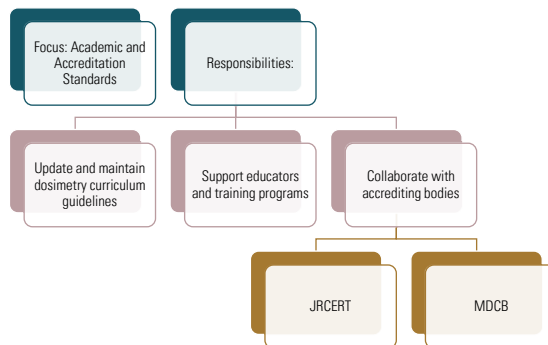 Focus: Academic and
Accreditation
Standards
Responsibilities:
Update and maintain
dosimetry curriculum
guidelines
Support educators
and training programs
Collaborate with
accrediting bodies
JRCERT
MDCB